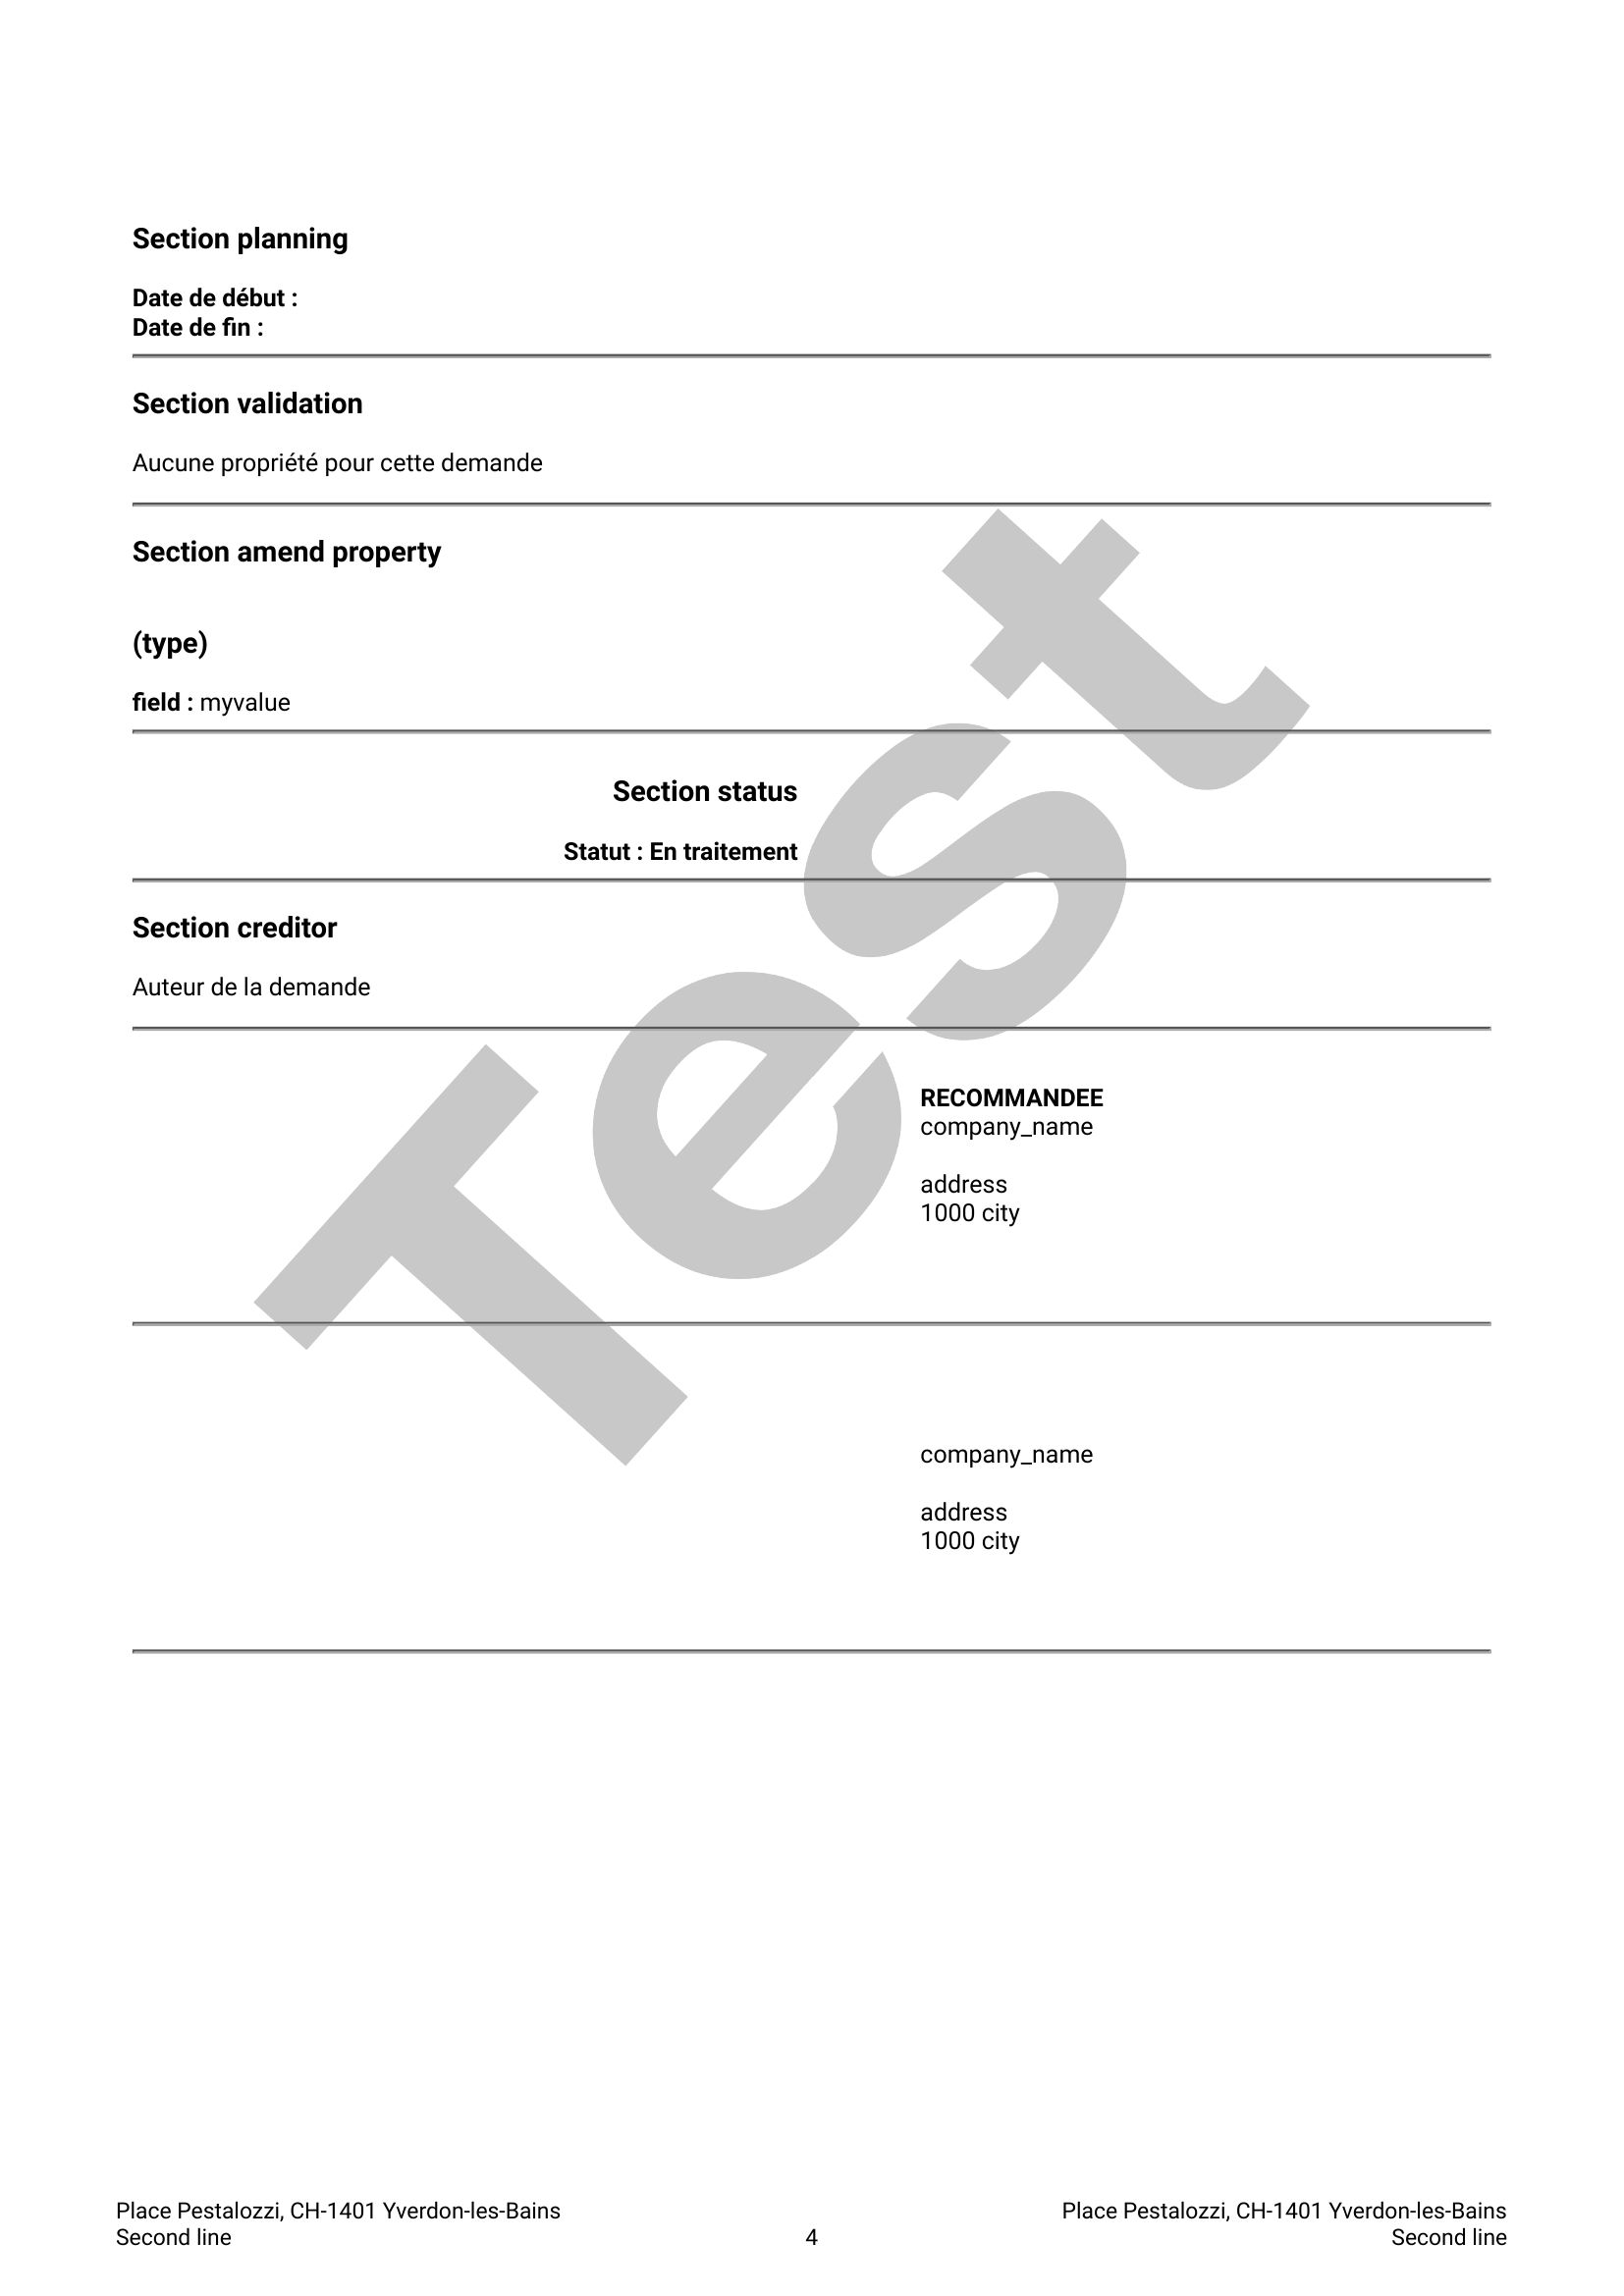 Section planning
Date de début :
Date de fin :
Section validation
Aucune propriété pour cette demande
Section amend property
(type)
field : myvalue
Section status
Statut : En traitement
Section creditor
Auteur de la demande
RECOMMANDEE
company_name
address
1000 city
company_name
address
1000 city
Test
Place Pestalozzi, CH-1401 Yverdon-les-Bains
Second line
4
Place Pestalozzi, CH-1401 Yverdon-les-Bains
Second line